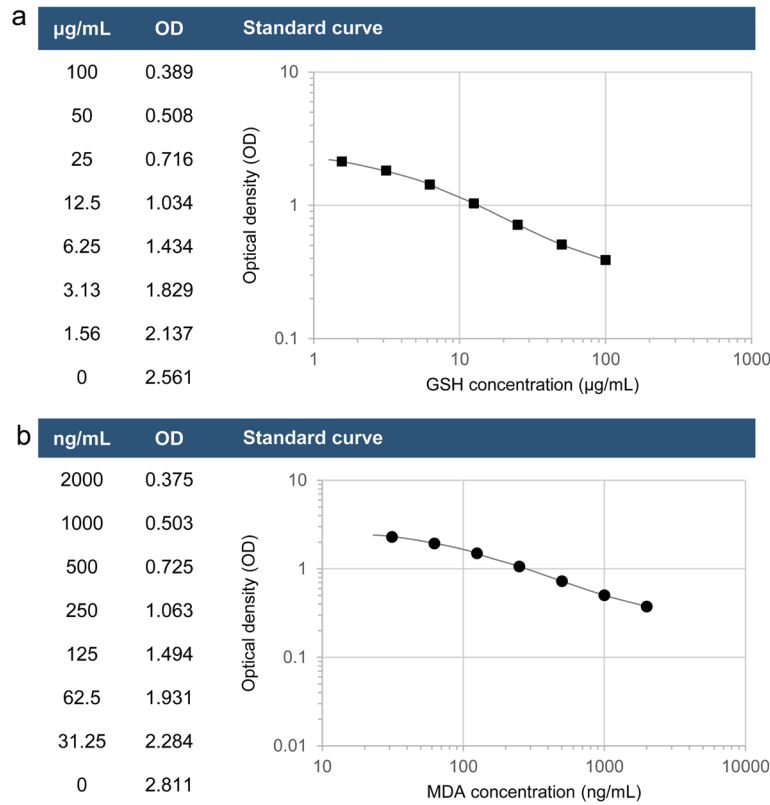 a
µg/mL OD Standard curve
100 0.389
50 0.508
25 0.716
12.5 1.034
6.25 1.434
3.13 1.829
1.56 2.137
0 2.561
Optical density (OD)
10
1
0.1
1 10 100 1000
GSH concentration (µg/mL)
b
ng/mL OD Standard curve
2000 0.375
1000 0.503
500 0.725
250 1.063
125 1.494
62.5 1.931
31.25 2.284
0 2.811
Optical density (OD)
10
1
0.1
0.01
10 100 1000 10000
MDA concentration (ng/mL)